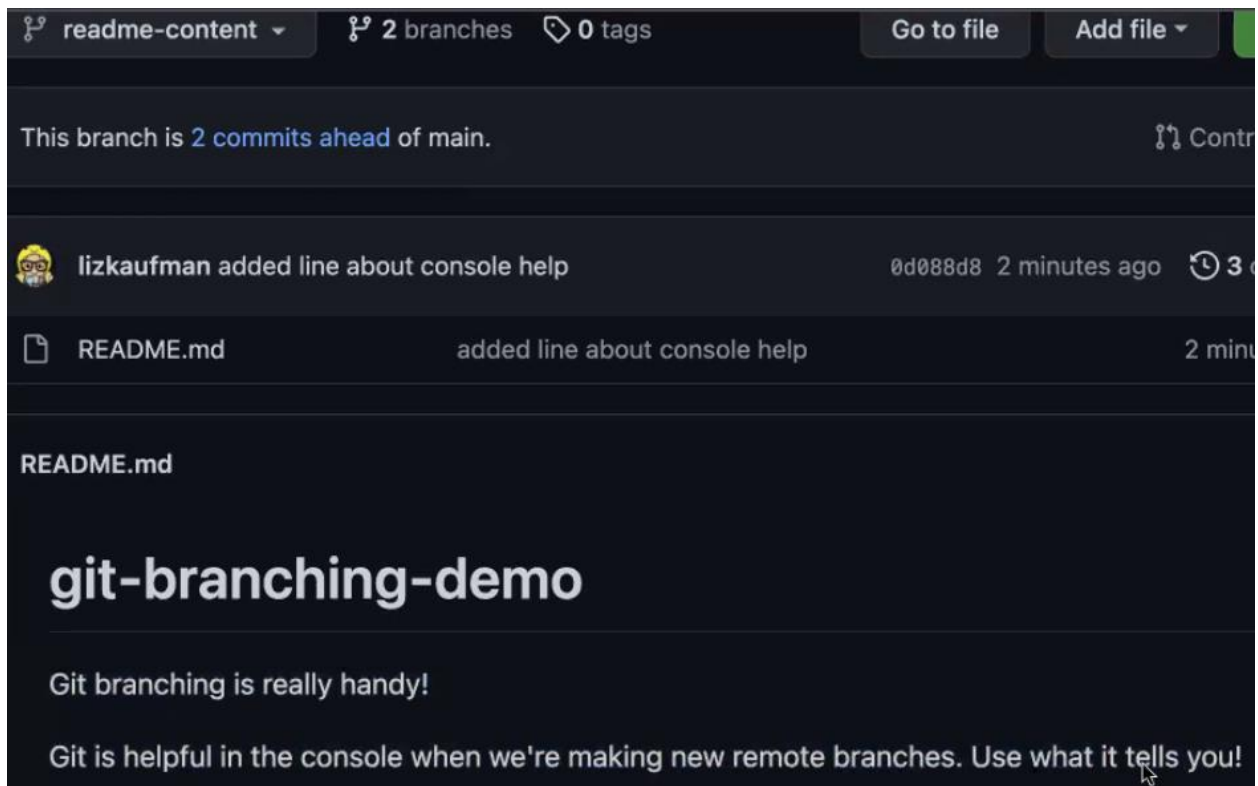 readme-content 2 branches 0 tags Go to file Add file
This branch is 2 commits ahead of main.
lizkaufman added line about console help 0d088d8 2 minutes ago 3
README.md added line about console help
README.md
git-branching-demo
Git branching is really handy!
Git is helpful in the console when we're making new remote branches. Use what it tells you!